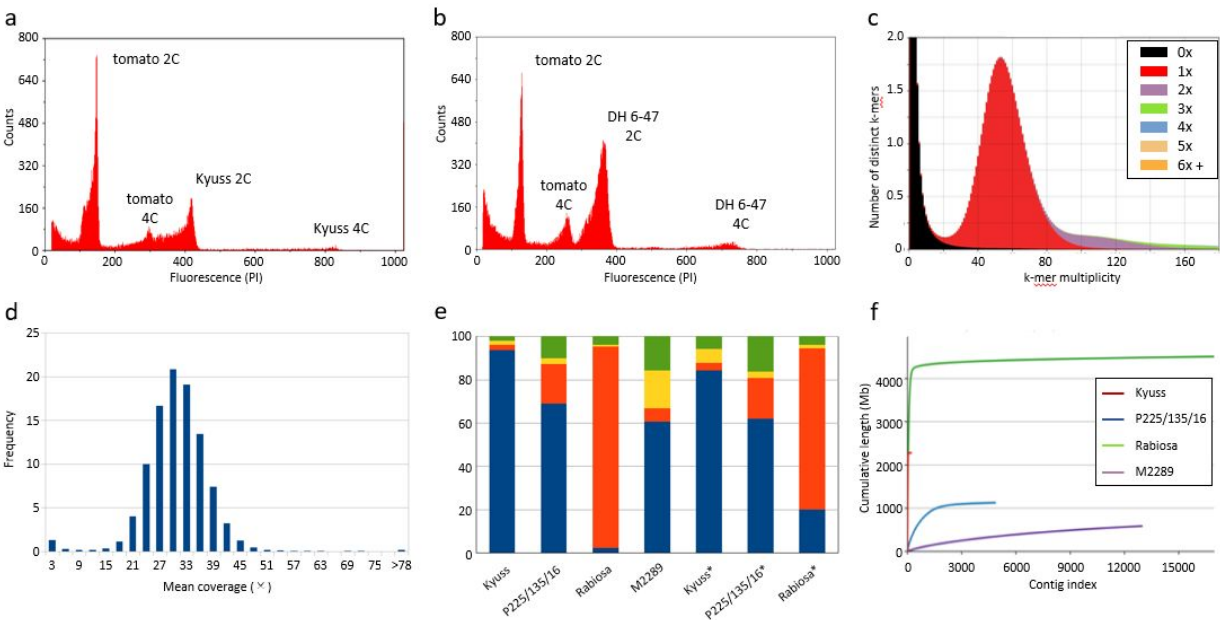 a
800
640
480
320
160
0
Counts
tomato 2C
tomato
4C
Kyuss 2C
Kyuss 4C
0
200
400
600
800
1000
Fluorescence (PI)
b
800
640
480
320
160
0
Counts
tomato 2C
DH 6-47
2C
tomato
4C
DH 6-47
4C
0
200
400
600
800
1000
Fluorescence (PI)
c
2.0
1.5
1.0
0.5
0
Number of distinct k-mers
0x
1x
2x
3x
4x
5x
6x +
0
40
80
120
160
k-mer multiplicity
d
25
20
15
10
5
0
Frequency
3
9
15
21
27
33
39
45
51
57
63
69
75
>78
Mean coverage (×)
e
100
80
60
40
20
0
Kyuss
P225/135/16
Rabiosa
M2289
Kyuss*
P225/135/16*
Rabiosa*
f
4000
3000
2000
1000
0
Cumulative length (Mb)
Kyuss
P225/135/16
Rabiosa
M2289
0
3000
6000
9000
12000
15000
Contig index